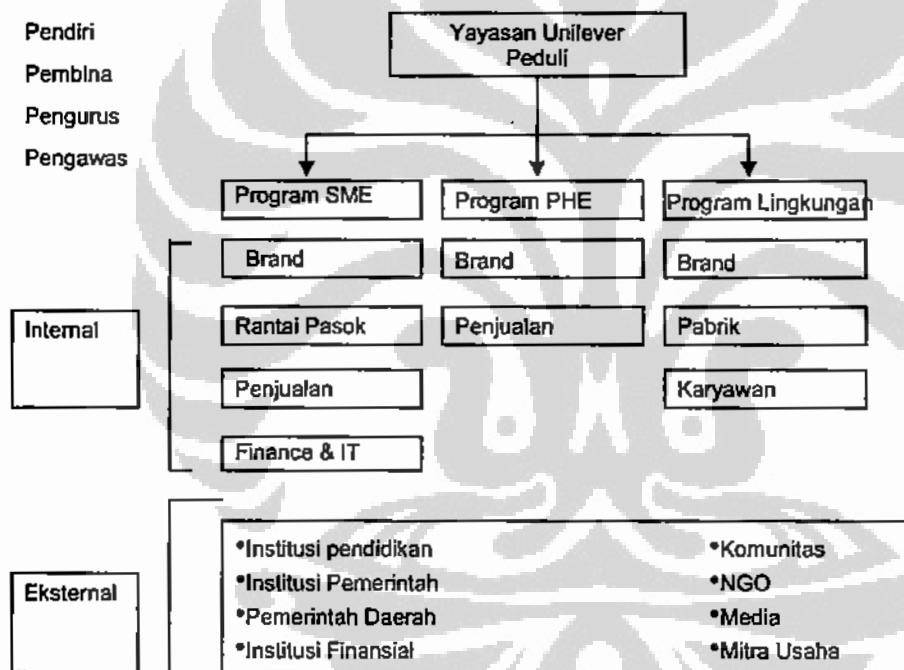 Pendiri
Pembina
Pengurus
Pengawas
Yayasan Unilever
Peduli
Program SME
Program PHE
Program Lingkungan
Internal
Brand
Brand
Brand
Rantai Pasok
Penjualan
Pabrik
Penjualan
Karyawan
Finance & IT
Eksternal
•Institusi pendidikan
•Institusi Pemerintah
•Pemerintah Daerah
•Institusi Finansial
•Komunitas
•NGO
•Media
•Mitra Usaha